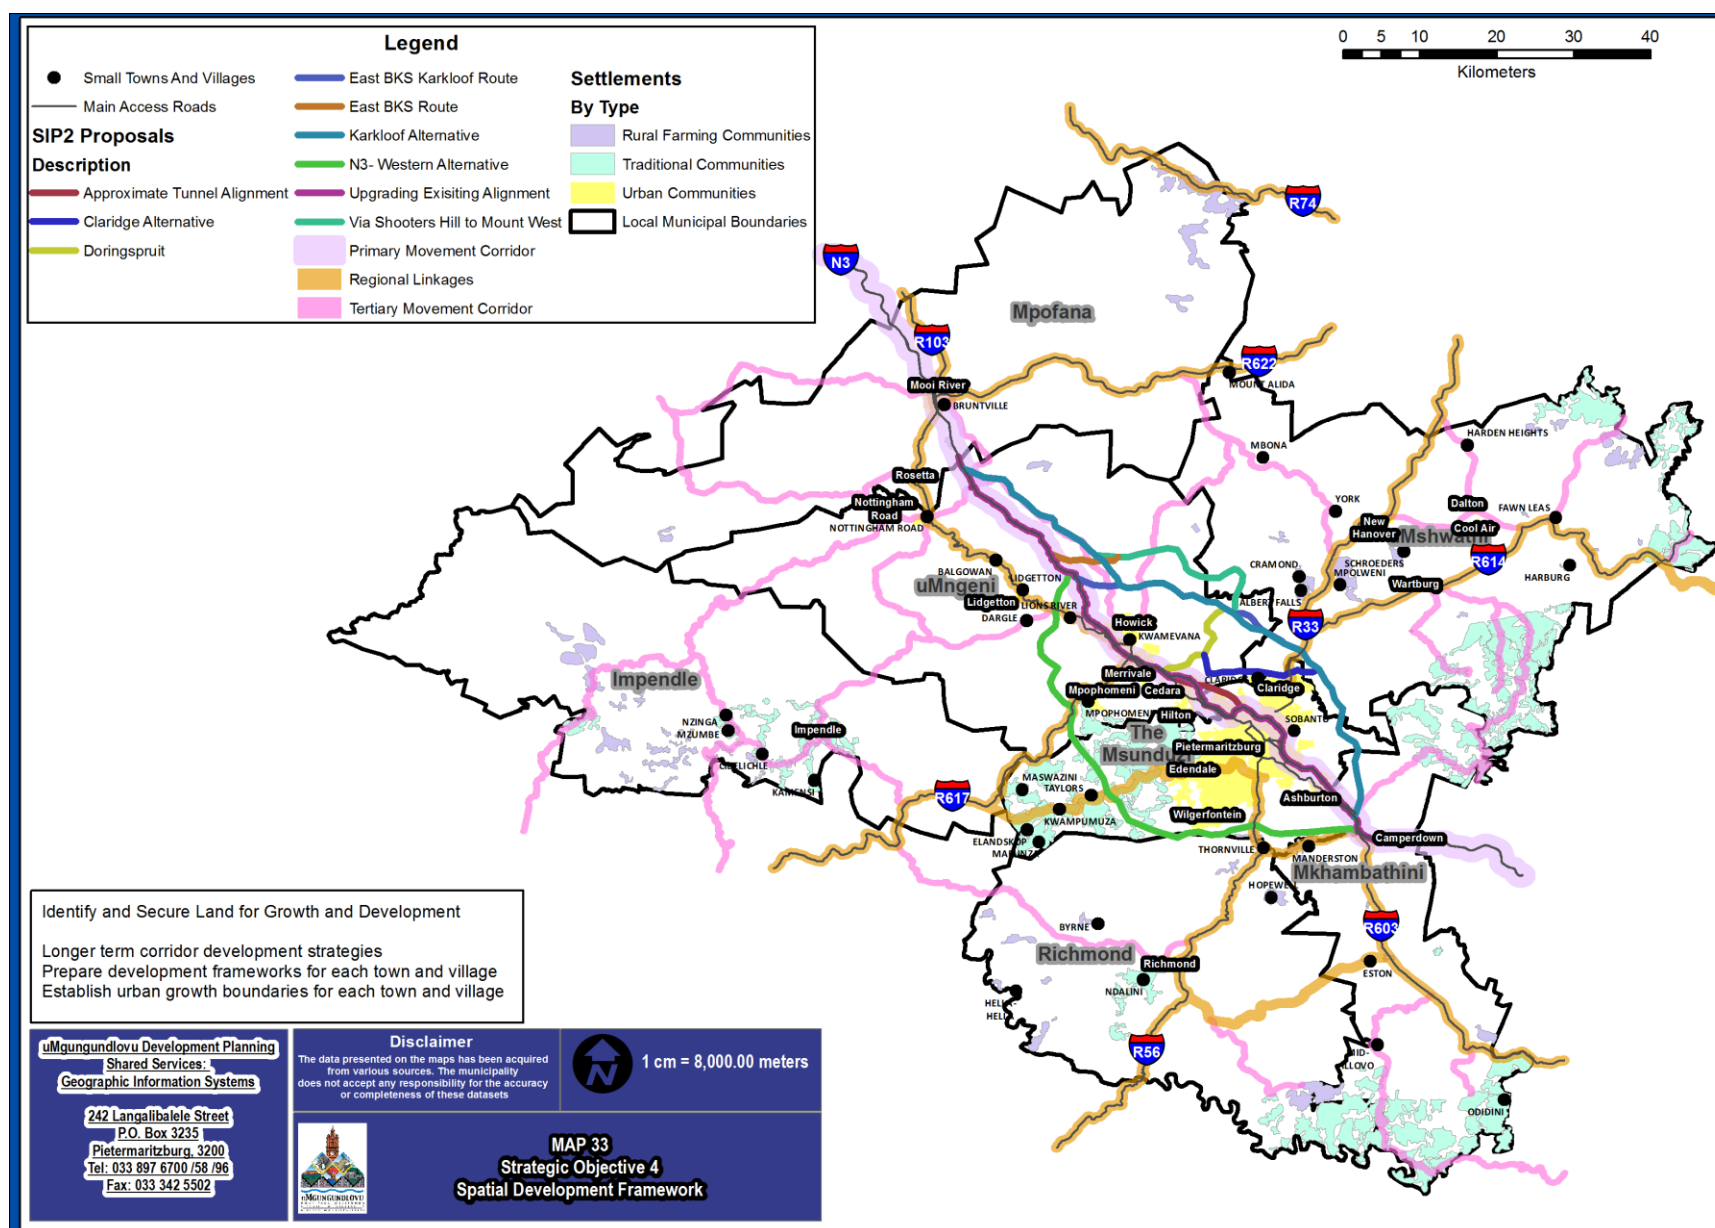 Legend
Small Towns And Villages
Main Access Roads
SIP2 Proposals
Description
Approximate Tunnel Alignment
Claridge Alternative
Doringspruit
East BKS Karkloof Route
East BKS Route
Karkloof Alternative
N3- Western Alternative
Upgrading Exisiting Alignment
Via Shooters Hill to Mount West
Primary Movement Corridor
Regional Linkages
Tertiary Movement Corridor
Settlements
By Type
Rural Farming Communities
Traditional Communities
Urban Communities
Local Municipal Boundaries
0 5 10 20 30 40
Kilometers
R74
N3
Mpofana
R103
R622
MOUNT ALIDA
Mooi River
BRUNTVILLE
HARDEN HEIGHTS
MBONA
Rosetta
Nottingham
Road
NOTTINGHAM ROAD
YORK
Dalton
FAWN LEAS
New
Hanover
Cool Air
Mshwathi
SCHROEDERS
R614
BALGOWAN
LIDGETTON
uMngeni
CRAMOND
MPOLWENI
Wartburg
HARBURG
Lidgetton
LIONS RIVER
DARGLE
ALBERT FALLS
R33
Howick
KWAMEVANA
Impendle
Merrivale
Mpophomeni
Cedara
Claridge
MPOPHOMENI
Hilton
SOBANTU
NZINGA
MZUMBE
Impendle
The
Msunduzi
Pietermaritzburg
Edendale
KAMENSI
R617
MASWAZINI
TAYLORS
Ashburton
KWAMPUMUZA
Wilgerfontein
ELANDSKOP
THORNVILLE
MANDERSTON
Camperdown
Mkhambathini
HOPEWELL
BYRNE
R603
Richmond
Richmond
ESTON
NDALINI
HELLA-
HELLA
R56
MID-
ILLOVO
ODIDINI
Identify and Secure Land for Growth and Development
Longer term corridor development strategies
Prepare development frameworks for each town and village
Establish urban growth boundaries for each town and village
uMgungundlovu Development Planning
Shared Services:
Geographic Information Systems
242 Langalibalele Street
P.O. Box 3235
Pietermaritzburg, 3200
Tel: 033 897 6700 /58 /96
Fax: 033 342 5502
Disclaimer
The data presented on the maps has been acquired
from various sources. The municipality
does not accept any responsibility for the accuracy
or completeness of these datasets
N
1 cm = 8,000.00 meters
uMGUNGUNDLOVU
MAP 33
Strategic Objective 4
Spatial Development Framework